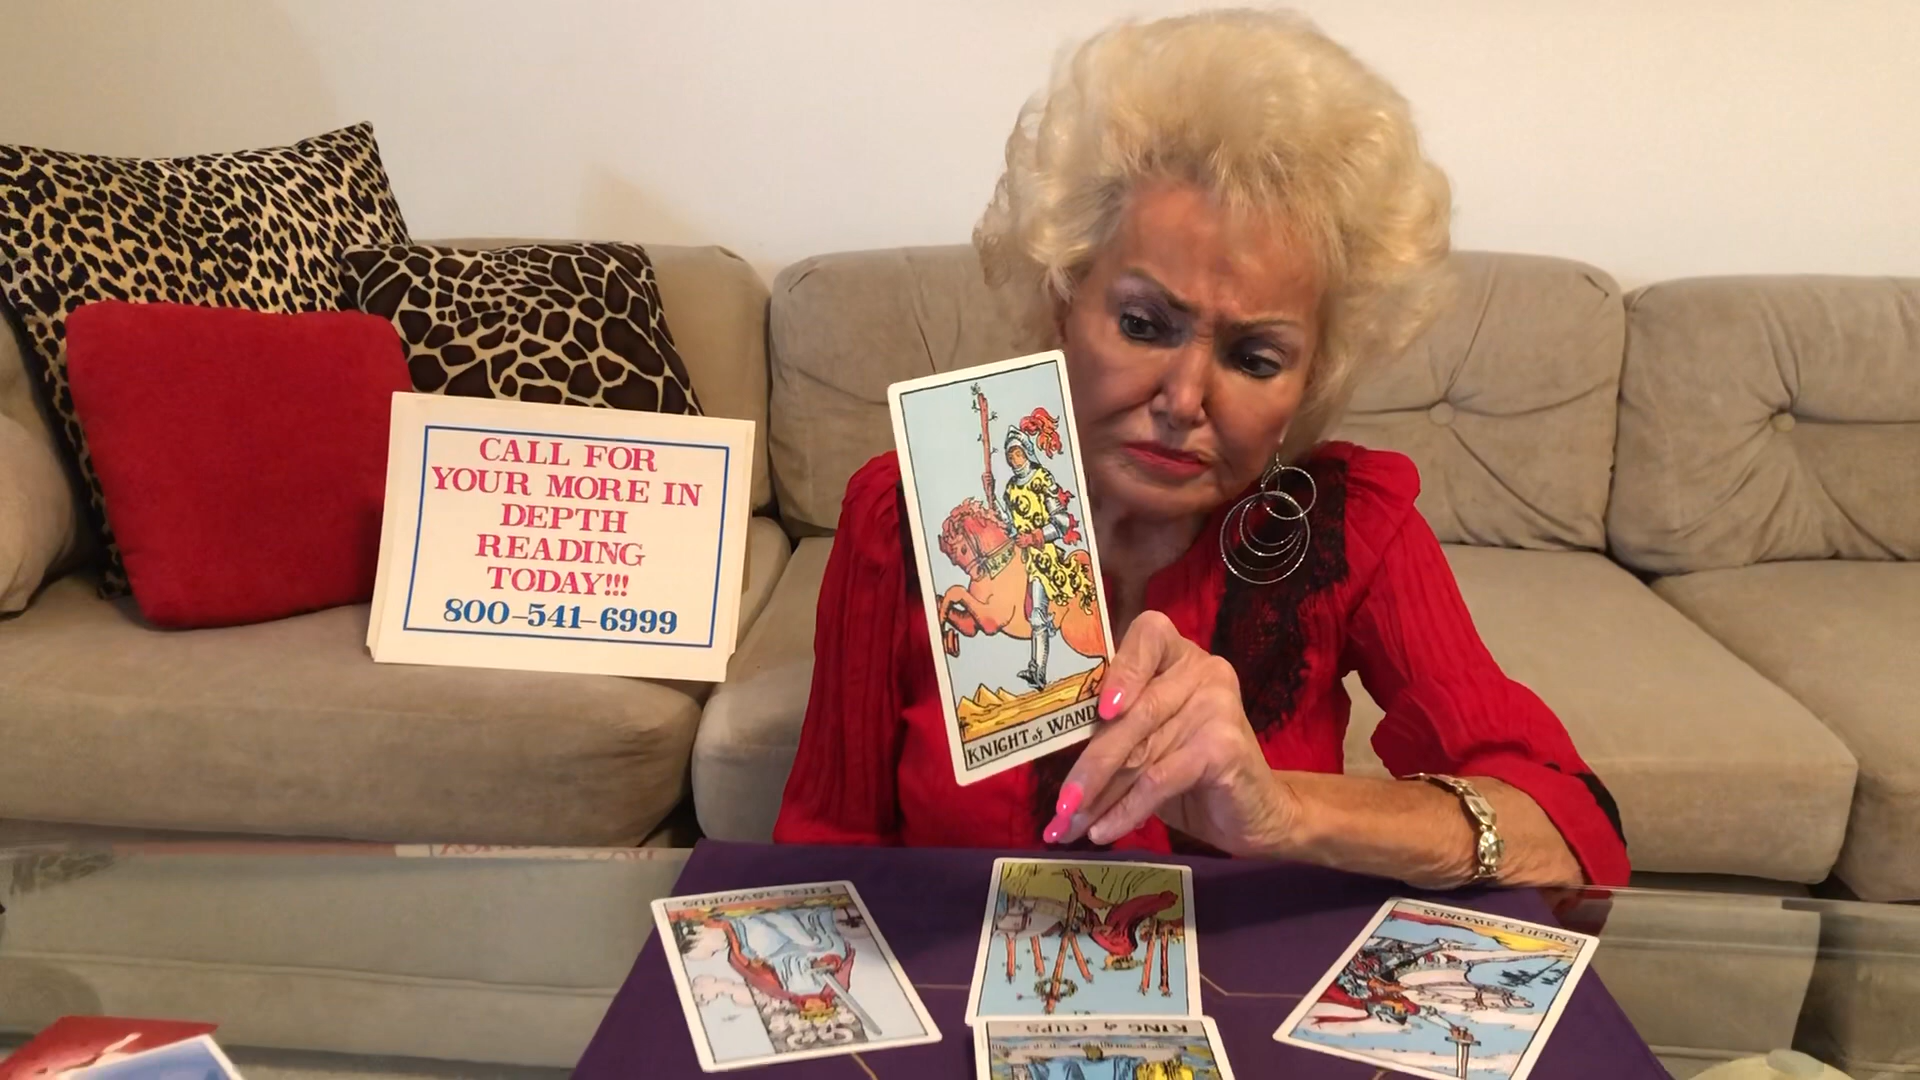 CALL FOR
YOUR MORE IN
DEPTH
READING
TODAY!!!
800-541-6999
KNIGHT of WAND
KING of SWORDS
KING of CUPS.
KNIGHT of SWORDS